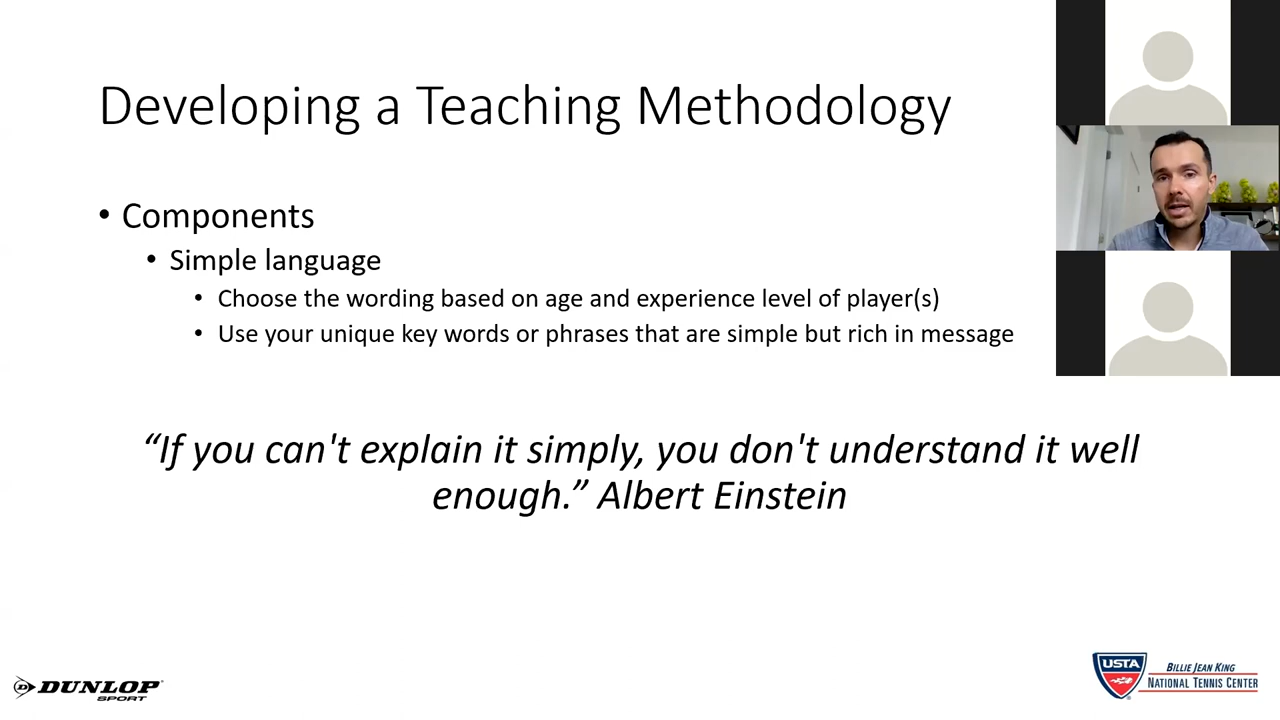 Developing a Teaching Methodology
• Components
• Simple language
• Choose the wording based on age and experience level of player(s)
• Use your unique key words or phrases that are simple but rich in message
“If you can't explain it simply, you don't understand it well
enough.” Albert Einstein
DUNLOP
SPORT
USTA
BILLIE JEAN KING
NATIONAL TENNIS CENTER